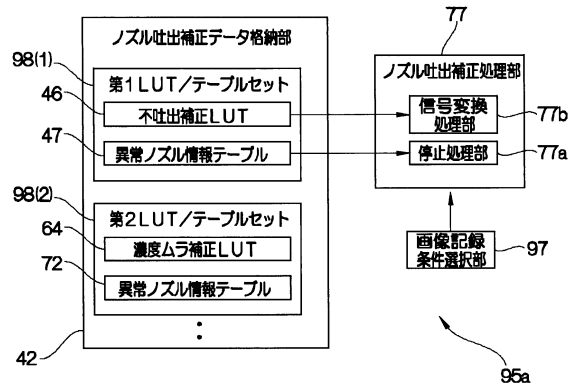 ノズル吐出補正データ格納部
98(1)
第1LUT/テーブルセット
46
不吐出補正LUT
47
異常ノズル情報テーブル
98(2)
第2LUT/テーブルセット
64
濃度ムラ補正LUT
72
異常ノズル情報テーブル
42
77
ノズル吐出補正処理部
信号変換
処理部
77b
停止処理部
77a
画像記録
条件選択部
97
95a